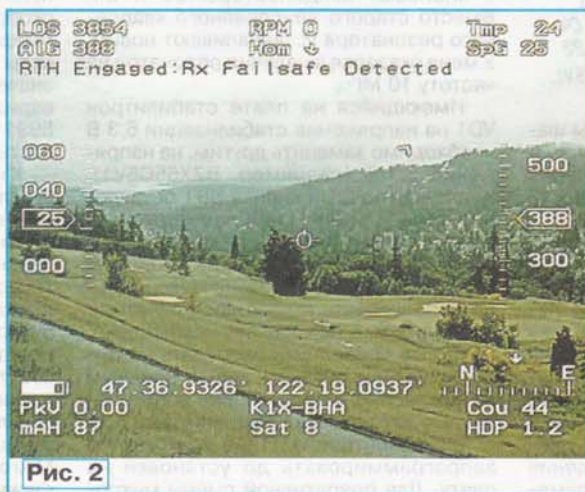 LOS 3854 RPM 0 Tmp 24
Alg 388 Hom ↓ SpG 25
RTH Engaged:Rx Failsafe Detected
060
040 500
25 388
000 300
N E
47.36.9326' 122.19.0937'
PkV 0.00 K1X-BHA Cou 44
mAH 87 Sat 8 HDP 1.2
Рис. 2